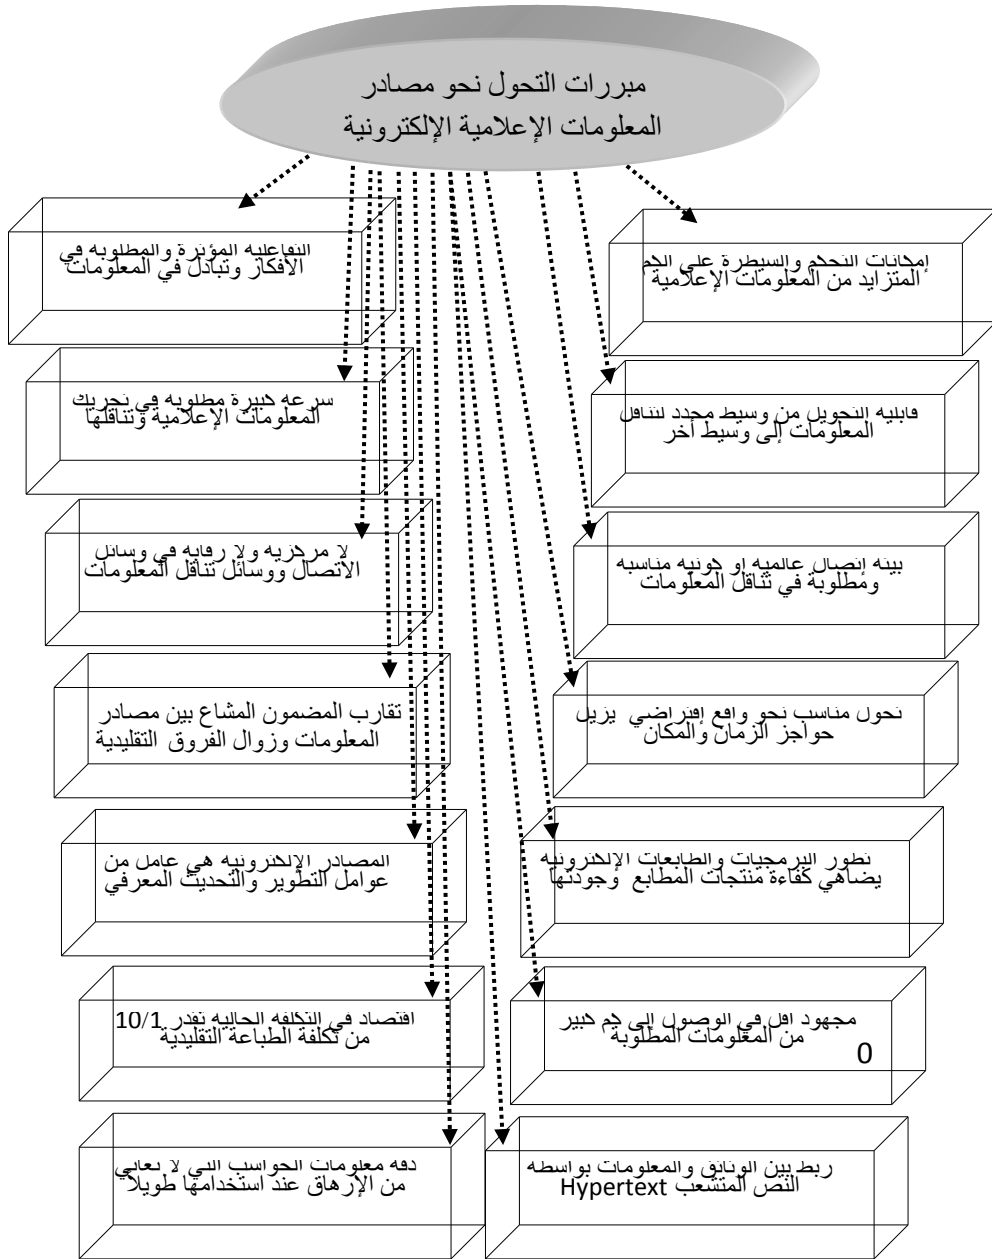 مبررات التحول نحو مصادر
المعلومات الإعلامية الإلكترونية
إمكانات التحكم والسيطرة على الكم
المتزايد من المعلومات الإعلامية
التفاعلية المؤثرة والمطلوبة في
الأفكار وتبادل في المعلومات
قابلية التحويل من وسيط محدد لتناقل
المعلومات إلى وسيط أخر
سرعة كبيرة مطلوبة في تحريك
المعلومات الإعلامية وتناقلها
بيئة إتصال عالمية او كونية مناسبة
ومطلوبة في تناقل المعلومات
لا مركزية ولا رقابة في وسائل
الاتصال ووسائل تناقل المعلومات
تحول مناسب نحو واقع إفتراضي يزيل
حواجز الزمان والمكان
تقارب المضمون المشاع بين مصادر
المعلومات وزوال الفروق التقليدية
تطور البرمجيات والطابعات الإلكترونية
يضاهي كفاءة منتجات المطابع وجودتها
المصادر الإلكترونية هي عامل من
عوامل التطوير والتحديث المعرفي
مجهود اقل في الوصول إلى كم كبير
من المعلومات المطلوبة
0
اقتصاد في التكلفة الحالية تقدر 10/1
من تكلفة الطباعة التقليدية
ربط بين الوثائق والمعلومات بواسطة
النص المتشعب Hypertext
دقة معلومات الحواسب التي لا تعاني
من الإرهاق عند استخدامها طويلاً